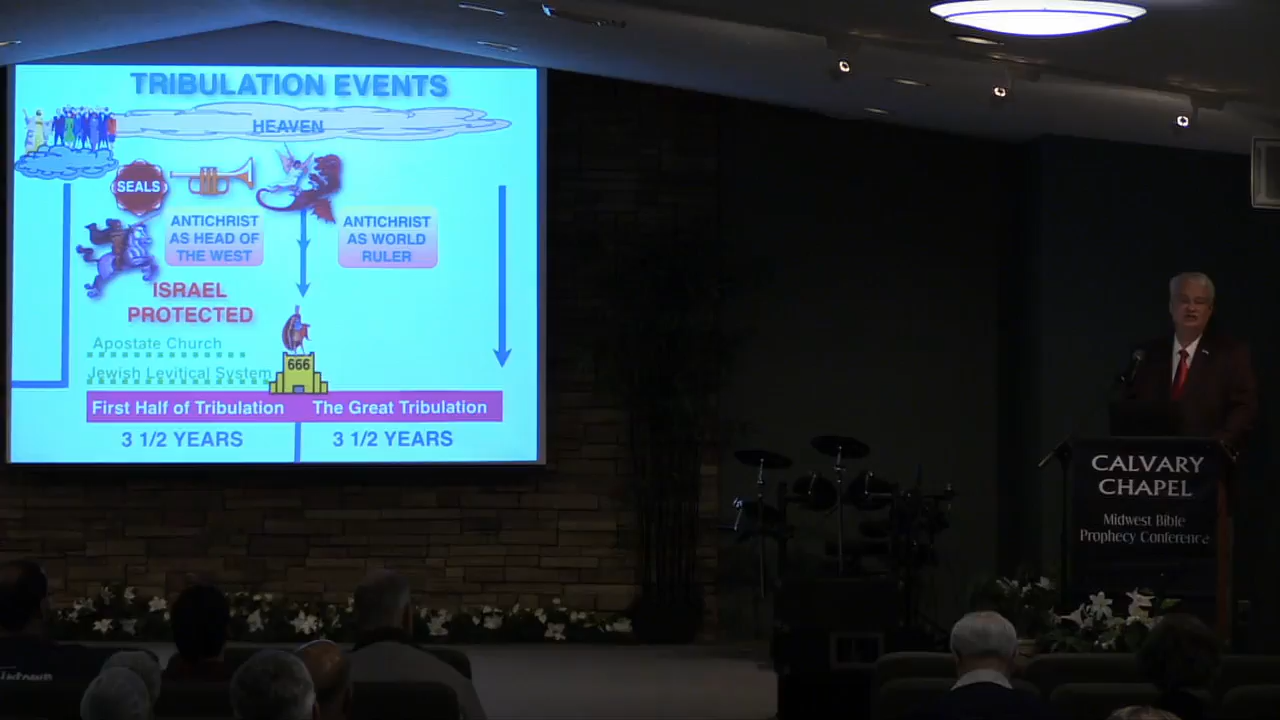 TRIBULATION EVENTS
HEAVEN
SEALS
ANTICHRIST
AS HEAD OF
THE WEST
ANTICHRIST
AS WORLD
RULER
ISRAEL
PROTECTED
Apostate Church
Jewish Levitical System
666
First Half of Tribulation
The Great Tribulation
3 1/2 YEARS
3 1/2 YEARS
CALVARY
CHAPEL
Midwest Bible
Prophecy Conference